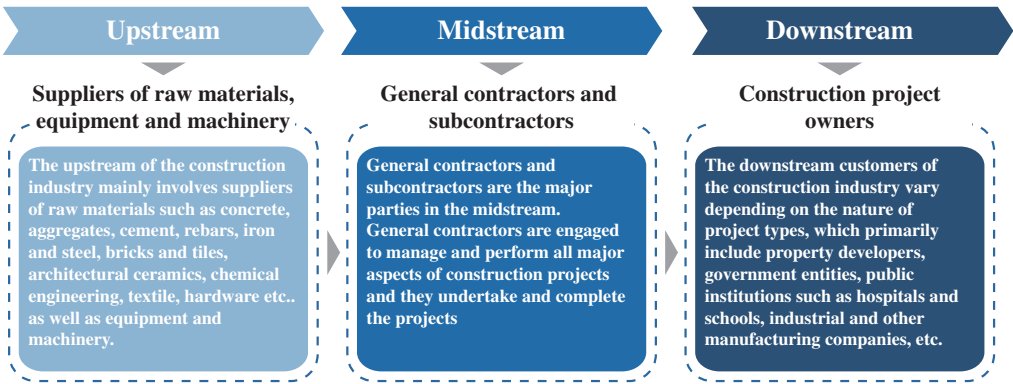 Upstream
Midstream
Downstream
Suppliers of raw materials,
equipment and machinery
General contractors and
subcontractors
Construction project
owners
The upstream of the construction
industry mainly involves suppliers
of raw materials such as concrete,
aggregates, cement, rebars, iron
and steel, bricks and tiles,
architectural ceramics, chemical
engineering, textile, hardware etc..
as well as equipment and
machinery.
General contractors and
subcontractors are the major
parties in the midstream.
General contractors are engaged
to manage and perform all major
aspects of construction projects
and they undertake and complete
the projects
The downstream customers of
the construction industry vary
depending on the nature of
project types, which primarily
include property developers,
government entities, public
institutions such as hospitals and
schools, industrial and other
manufacturing companies, etc.